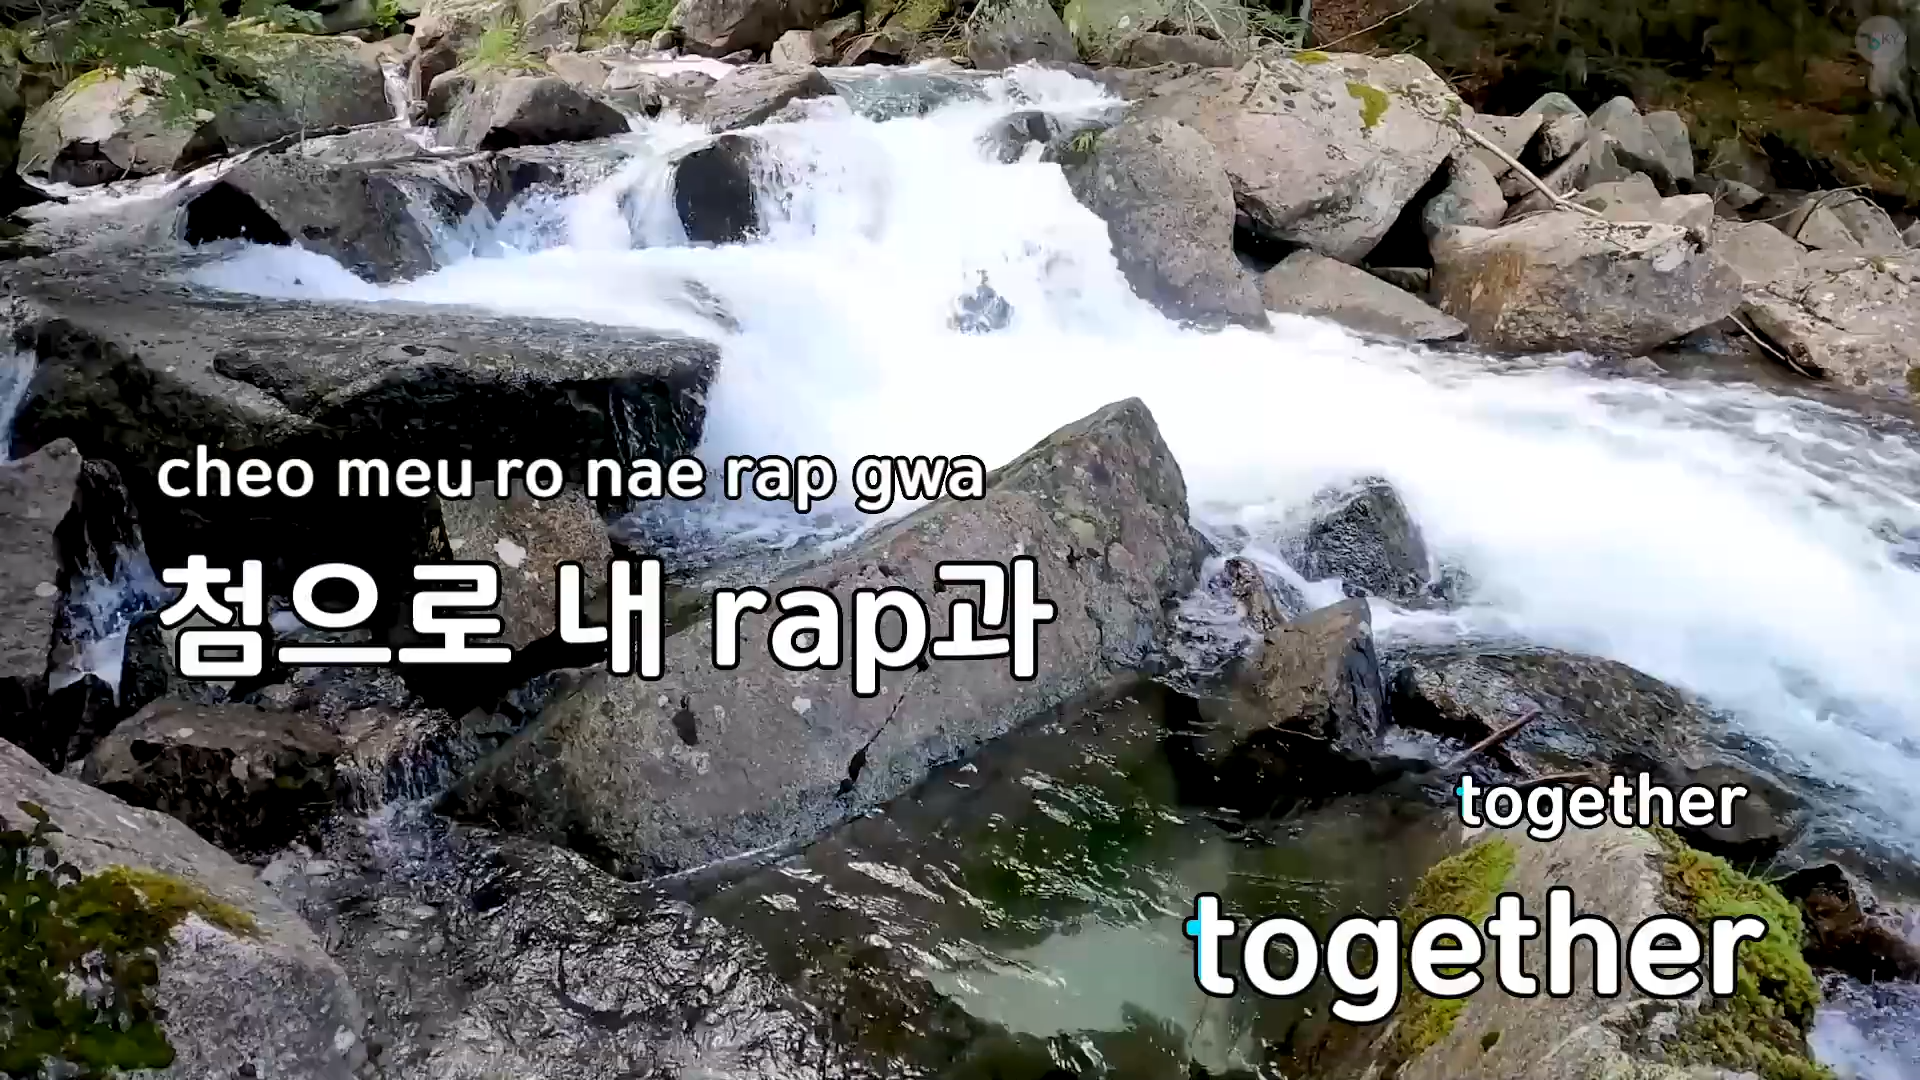 cheo meu ro nae rap gwa
첨으로 내 rap과
together
together